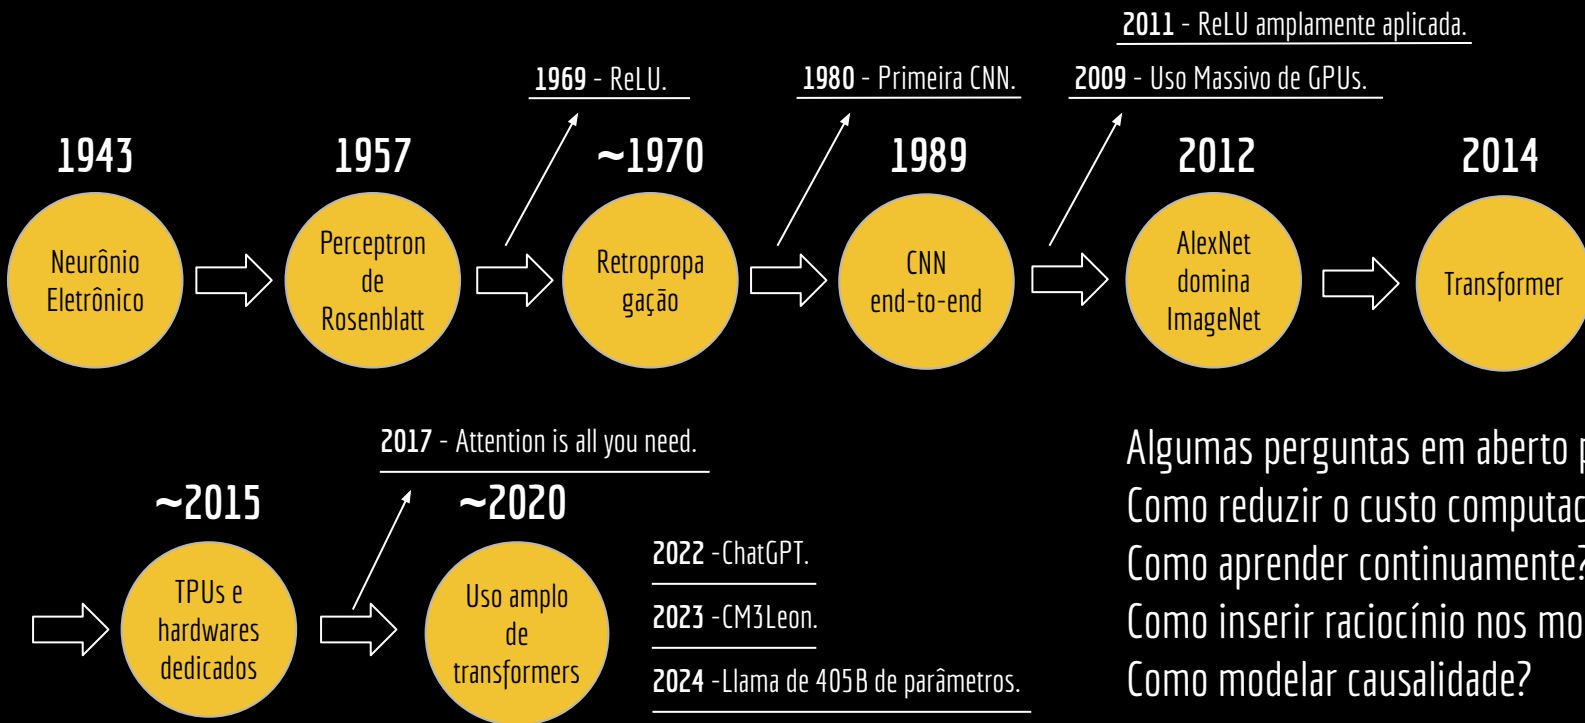 2011 - ReLU amplamente aplicada.
1969 - ReLU.
1980 - Primeira CNN.
2009 - Uso Massivo de GPUs.
1943
1957
~1970
1989
2012
2014
Neurônio
Eletrônico
Perceptron
de
Rosenblatt
Retropropa
gação
CNN
end-to-end
AlexNet
domina
ImageNet
Transformer
2017 - Attention is all you need.
~2015
~2020
TPUs e
hardwares
dedicados
Uso amplo
de
transformers
2022 -ChatGPT.
2023 -CM3Leon.
2024 -Llama de 405B de parâmetros.
Algumas perguntas em aberto
Como reduzir o custo
Como aprender continuamente?
Como inserir raciocínio nos
Como modelar causalidade?